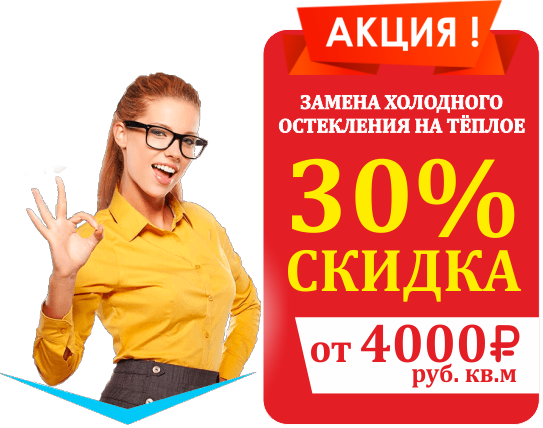 АКЦИЯ !
ЗАМЕНА ХОЛОДНОГО
ОСТЕКЛЕНИЯ НА ТЁПЛОЕ
30%
СКИДКА
от 4000₽
руб. кв.м